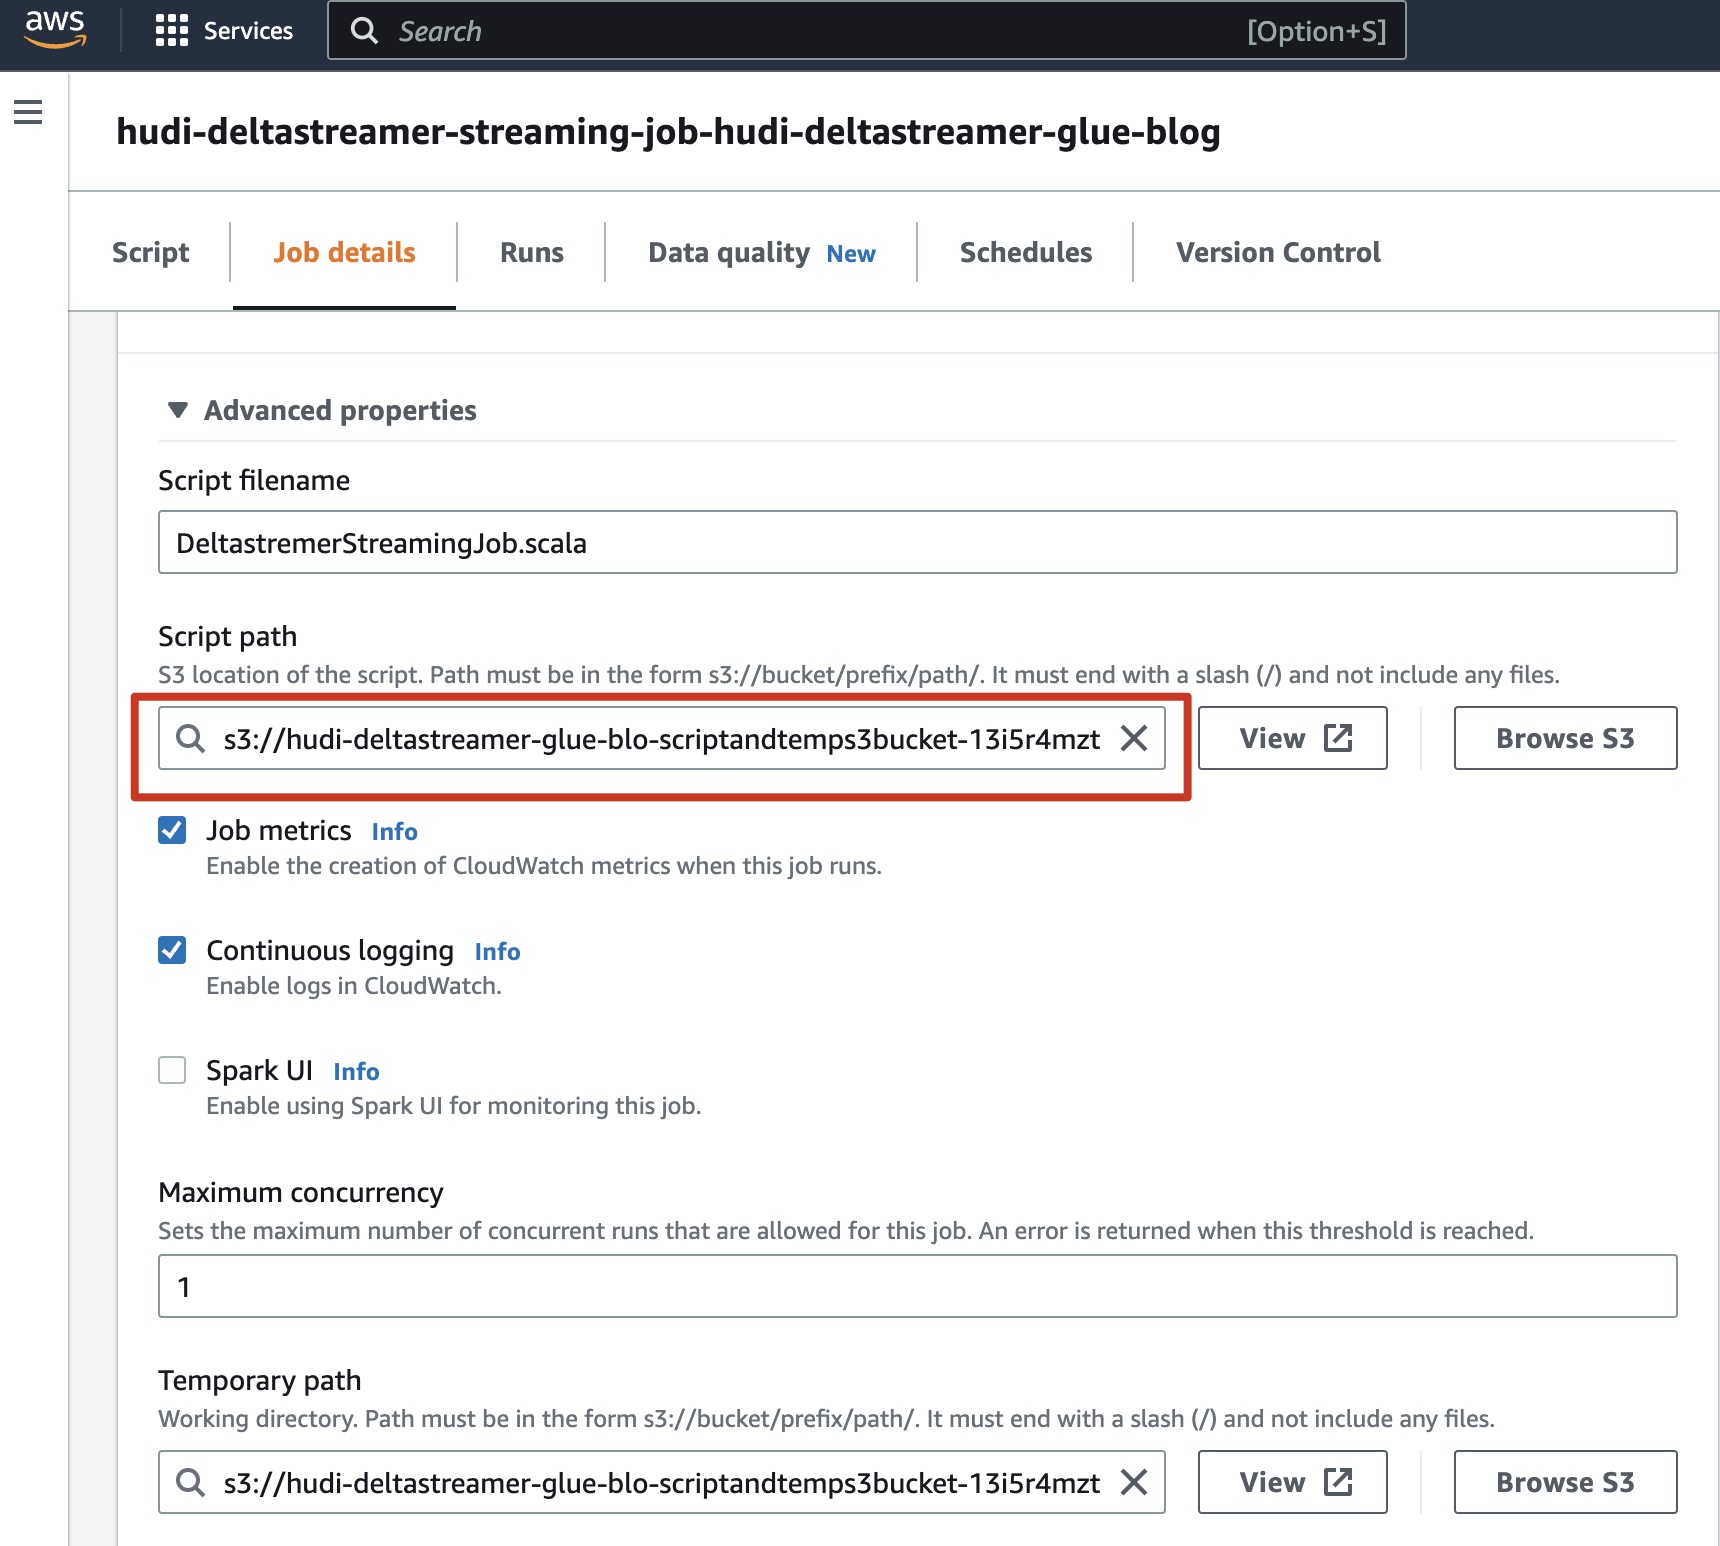 aws Services Search [Option+S]
hudi-deltastreamer-streaming-job-hudi-deltastreamer-glue-blog
Script Job details Runs Data quality New Schedules Version Control
Advanced properties
Script filename
DeltastremerStreamingJob.scala
Script path
S3 location of the script. Path must be in the form s3://bucket/prefix/path/. It must end with a slash (/) and not include any files.
s3://hudi-deltastreamer-glue-blo-scriptandtemps3bucket-13i5r4mzt View Browse S3
Job metrics Info
Enable the creation of CloudWatch metrics when this job runs.
Continuous logging Info
Enable logs in CloudWatch.
Spark UI Info
Enable using Spark UI for monitoring this job.
Maximum concurrency
Sets the maximum number of concurrent runs that are allowed for this job. An error is returned when this threshold is reached.
1
Temporary path
Working directory. Path must be in the form s3://bucket/prefix/path/. It must end with a slash (/) and not include any files.
s3://hudi-deltastreamer-glue-blo-scriptandtemps3bucket-13i5r4mzt View Browse S3